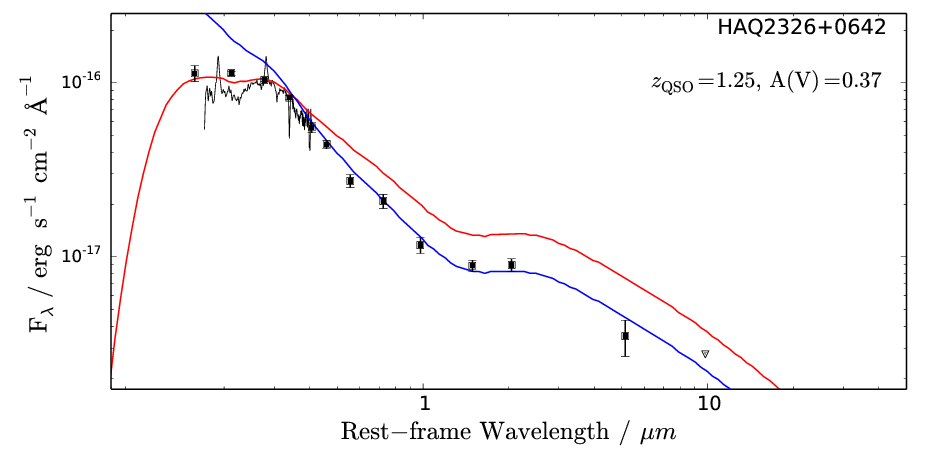 HAQ2326+0642
z_QSO=1.25, A(V)=0.37
10⁻¹⁶
10⁻¹⁷
F_λ / erg s⁻¹ cm⁻² Å⁻¹
1 10
Rest−frame Wavelength / μm